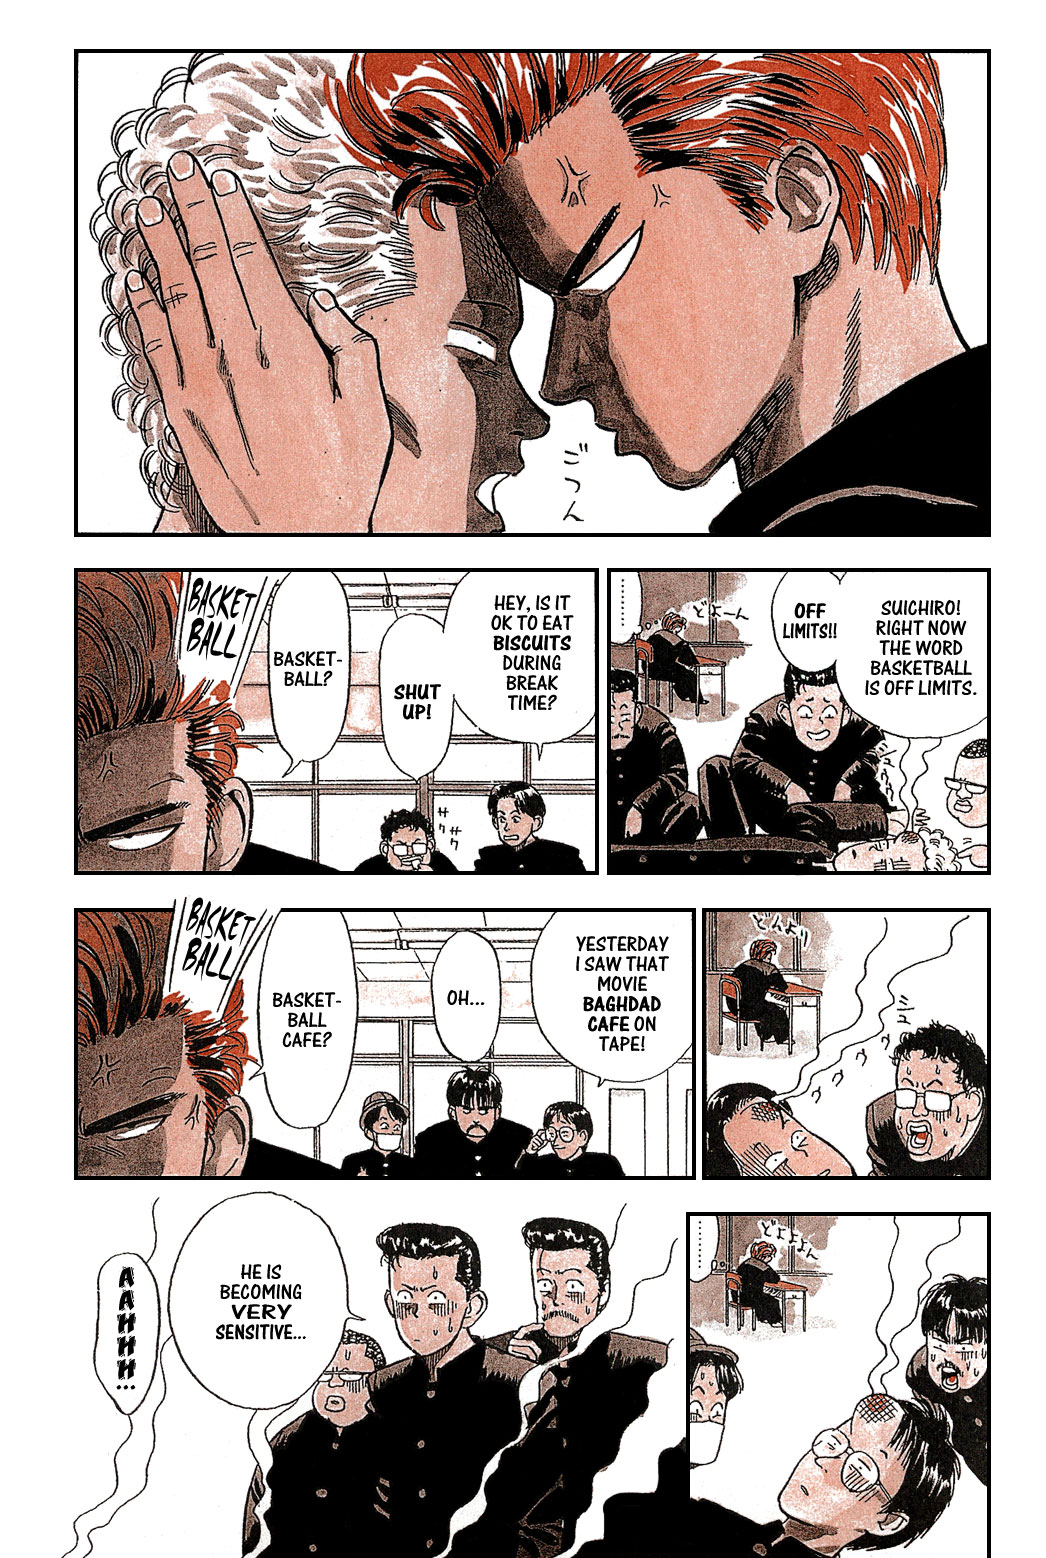 ごつん
HEY, IS IT
OK TO EAT
BISCUITS
DURING
BREAK
TIME?
SHUT
UP!
BASKET-
BALL?
BASKET
BALL
サク
サク
SUICHIRO!
RIGHT NOW
THE WORD
BASKETBALL
IS OFF LIMITS.
OFF
LIMITS!!
どよーん
YESTERDAY
I SAW THAT
MOVIE
BAGHDAD
CAFE ON
TAPE!
OH...
BASKET-
BALL
CAFE?
BASKET
BALL
どんより
HE IS
BECOMING
VERY
SENSITIVE...
AAHHH...
どよよよん